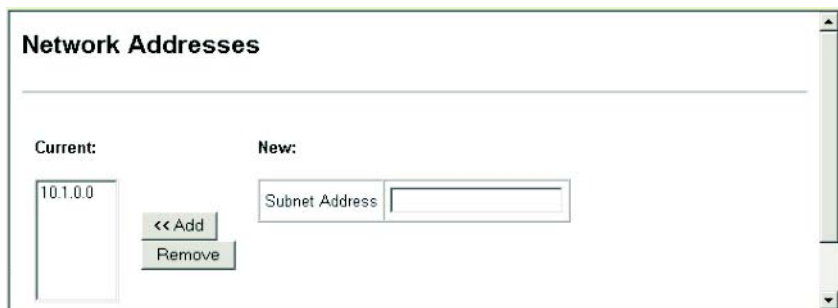 Network Addresses
Current:
New:
10.1.0.0
Subnet Address
<< Add
Remove